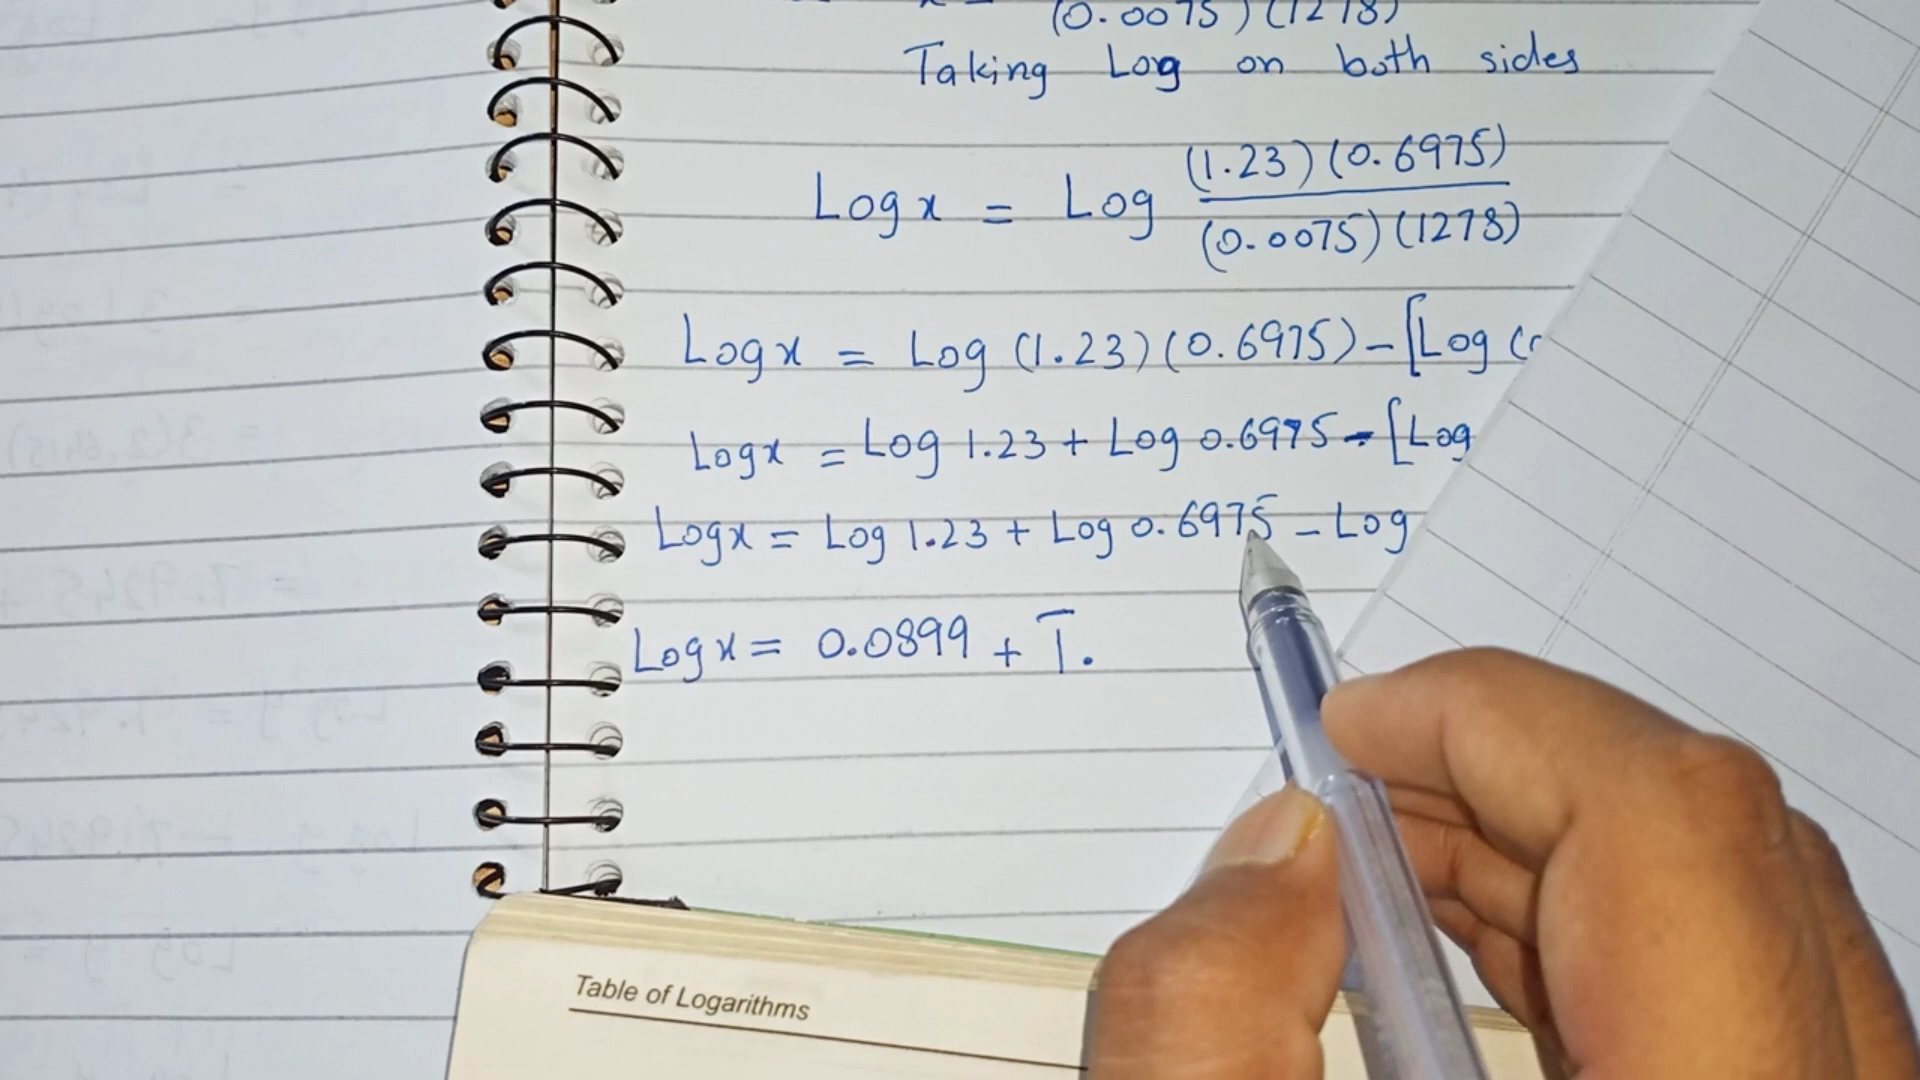 (0.0075)(1278)
Taking Log on both sides
Log x = Log (1.23)(0.6975)
(0.0075)(1278)
Log x = Log (1.23)(0.6975) - [Log (
Log x = Log 1.23 + Log 0.6975 - [Log
Log x = Log 1.23 + Log 0.6975 - Log
Log x = 0.0899 + 1̅.
Table of Logarithms